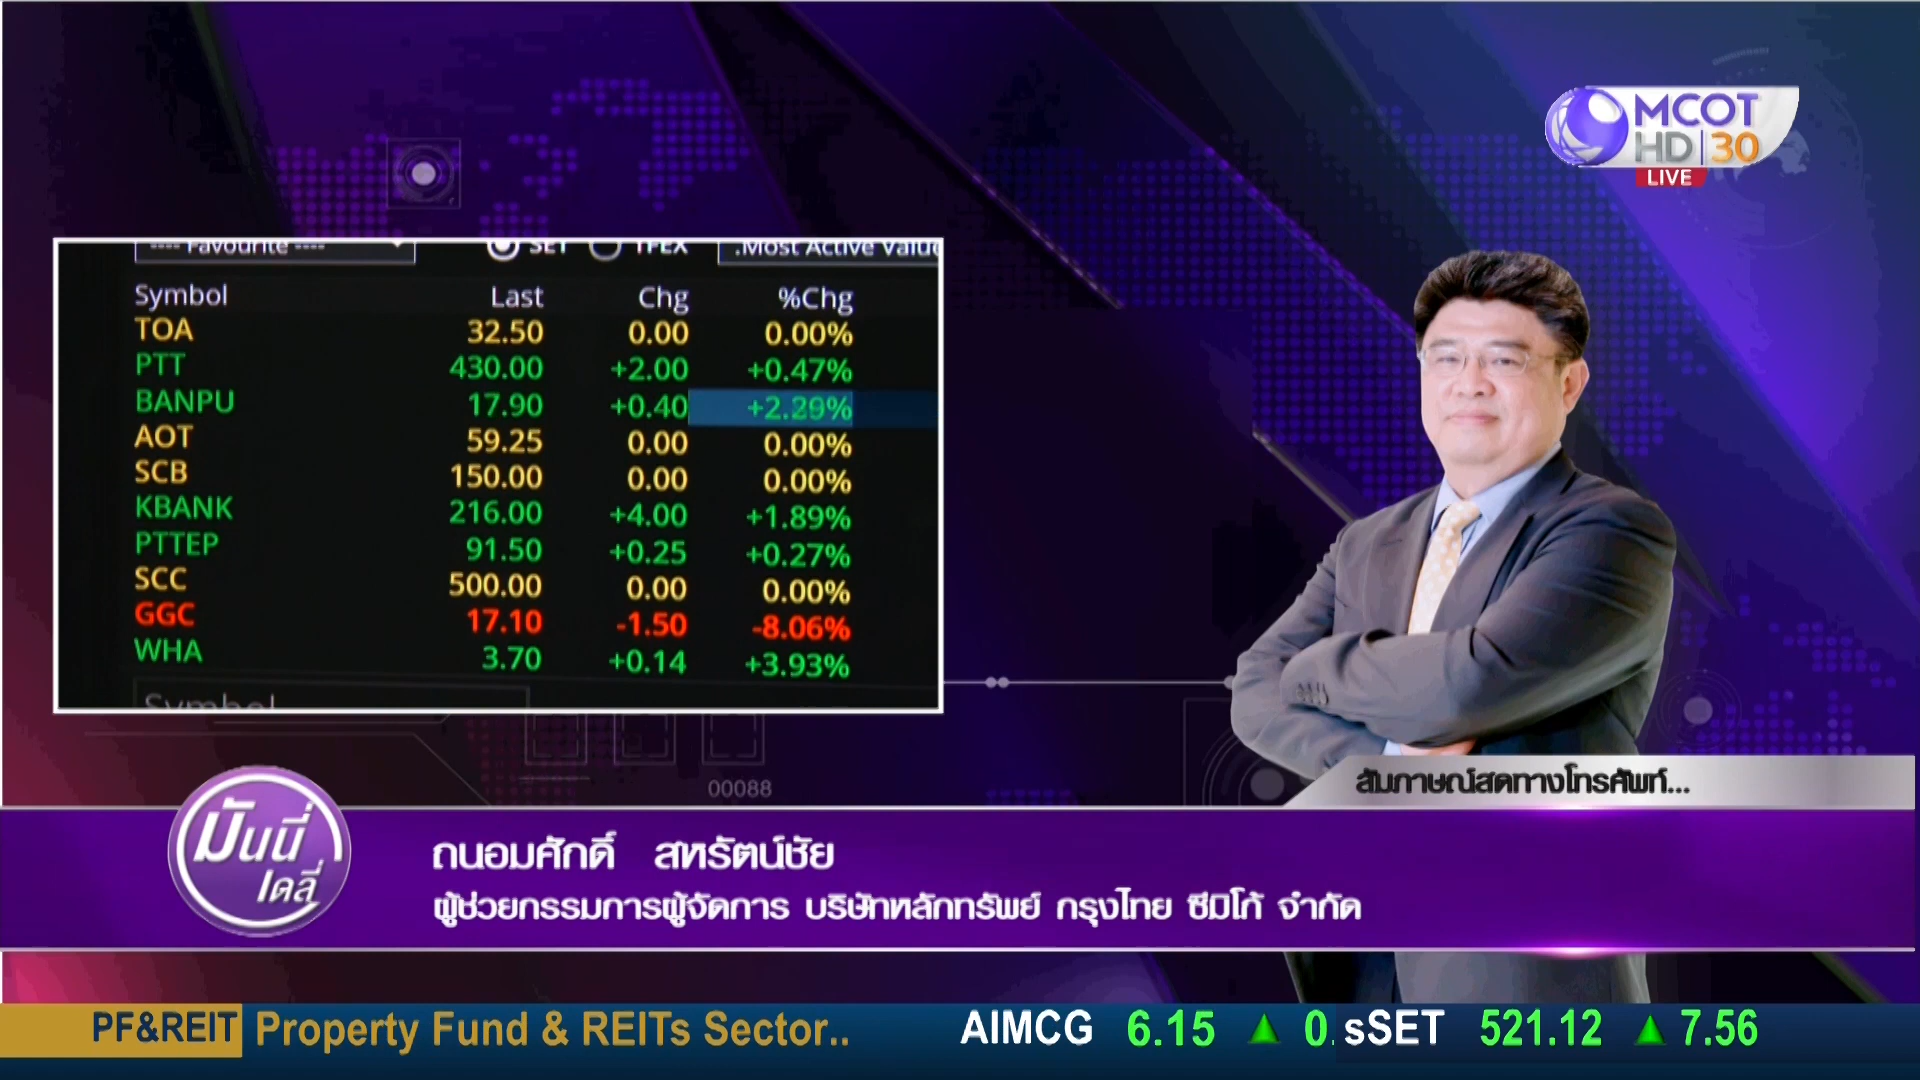 MCOT
HD 30
LIVE
---- Favourite ---- SET TFEX .Most Active Value
Symbol Last Chg %Chg
TOA 32.50 0.00 0.00%
PTT 430.00 +2.00 +0.47%
BANPU 17.90 +0.40 +2.29%
AOT 59.25 0.00 0.00%
SCB 150.00 0.00 0.00%
KBANK 216.00 +4.00 +1.89%
PTTEP 91.50 +0.25 +0.27%
SCC 500.00 0.00 0.00%
GGC 17.10 -1.50 -8.06%
WHA 3.70 +0.14 +3.93%
Symbol
00088
สัมภาษณ์สดทางโทรศัพท์...
มันนี่
เดลี่
ถนอมศักดิ์ สหรัตน์ชัย
ผู้ช่วยกรรมการผู้จัดการ บริษัทหลักทรัพย์ กรุงไทย ซีมิโก้ จำกัด
PF&REIT Property Fund & REITs Sector.. AIMCG 6.15 ▲ 0. sSET 521.12 ▲ 7.56